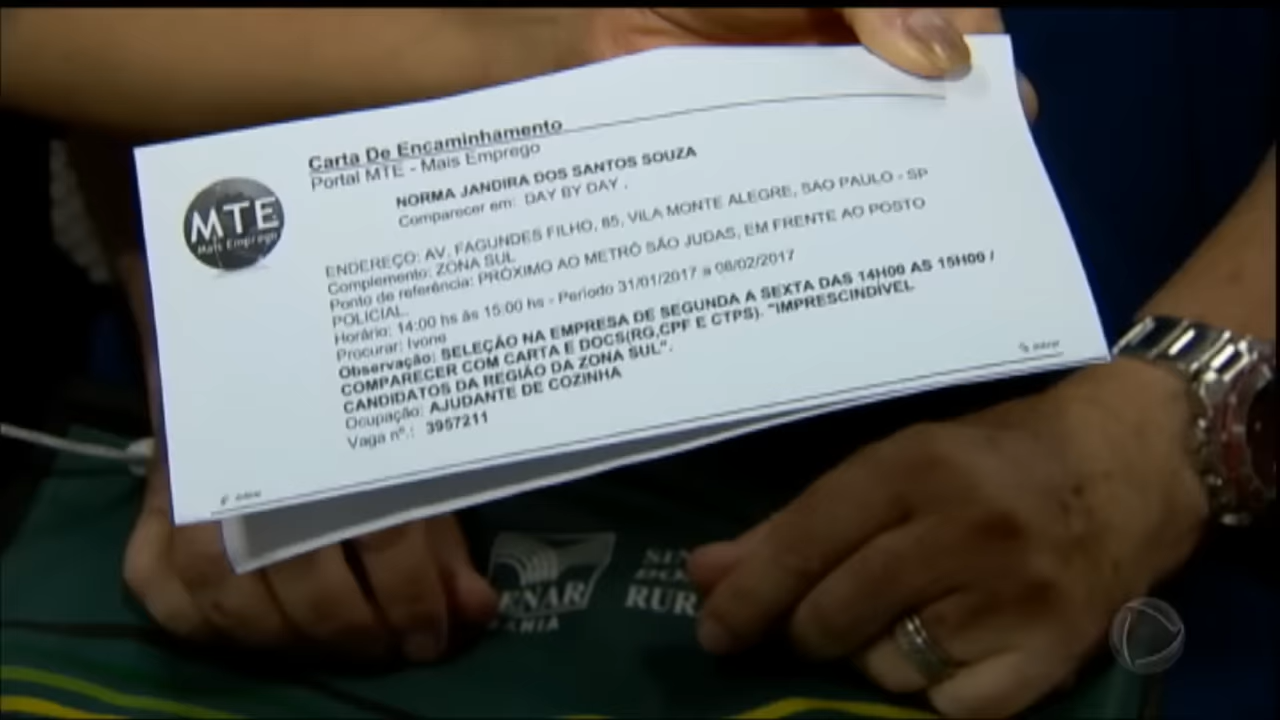 Carta De Encaminhamento
Portal MTE - Mais Emprego
MTE
Mais Emprego
NORMA JANDIRA DOS SANTOS SOUZA
Comparecer em: DAY BY DAY .
ENDEREÇO: AV. FAGUNDES FILHO, 85, VILA MONTE ALEGRE, SAO PAULO - SP
Complemento: ZONA SUL
Ponto de referência: PRÓXIMO AO METRÔ SÃO JUDAS, EM FRENTE AO POSTO
POLICIAL.
Horário: 14:00 hs às 15:00 hs - Período 31/01/2017 a 08/02/2017
Procurar: Ivone
Observação: SELEÇÃO NA EMPRESA DE SEGUNDA A SEXTA DAS 14H00 AS 15H00 /
COMPARECER COM CARTA E DOCS(RG,CPF E CTPS). "IMPRESCINDÍVEL
CANDIDATOS DA REGIÃO DA ZONA SUL".
Ocupação: AJUDANTE DE COZINHA
Vaga nº.: 3957211
ENAR
RUR